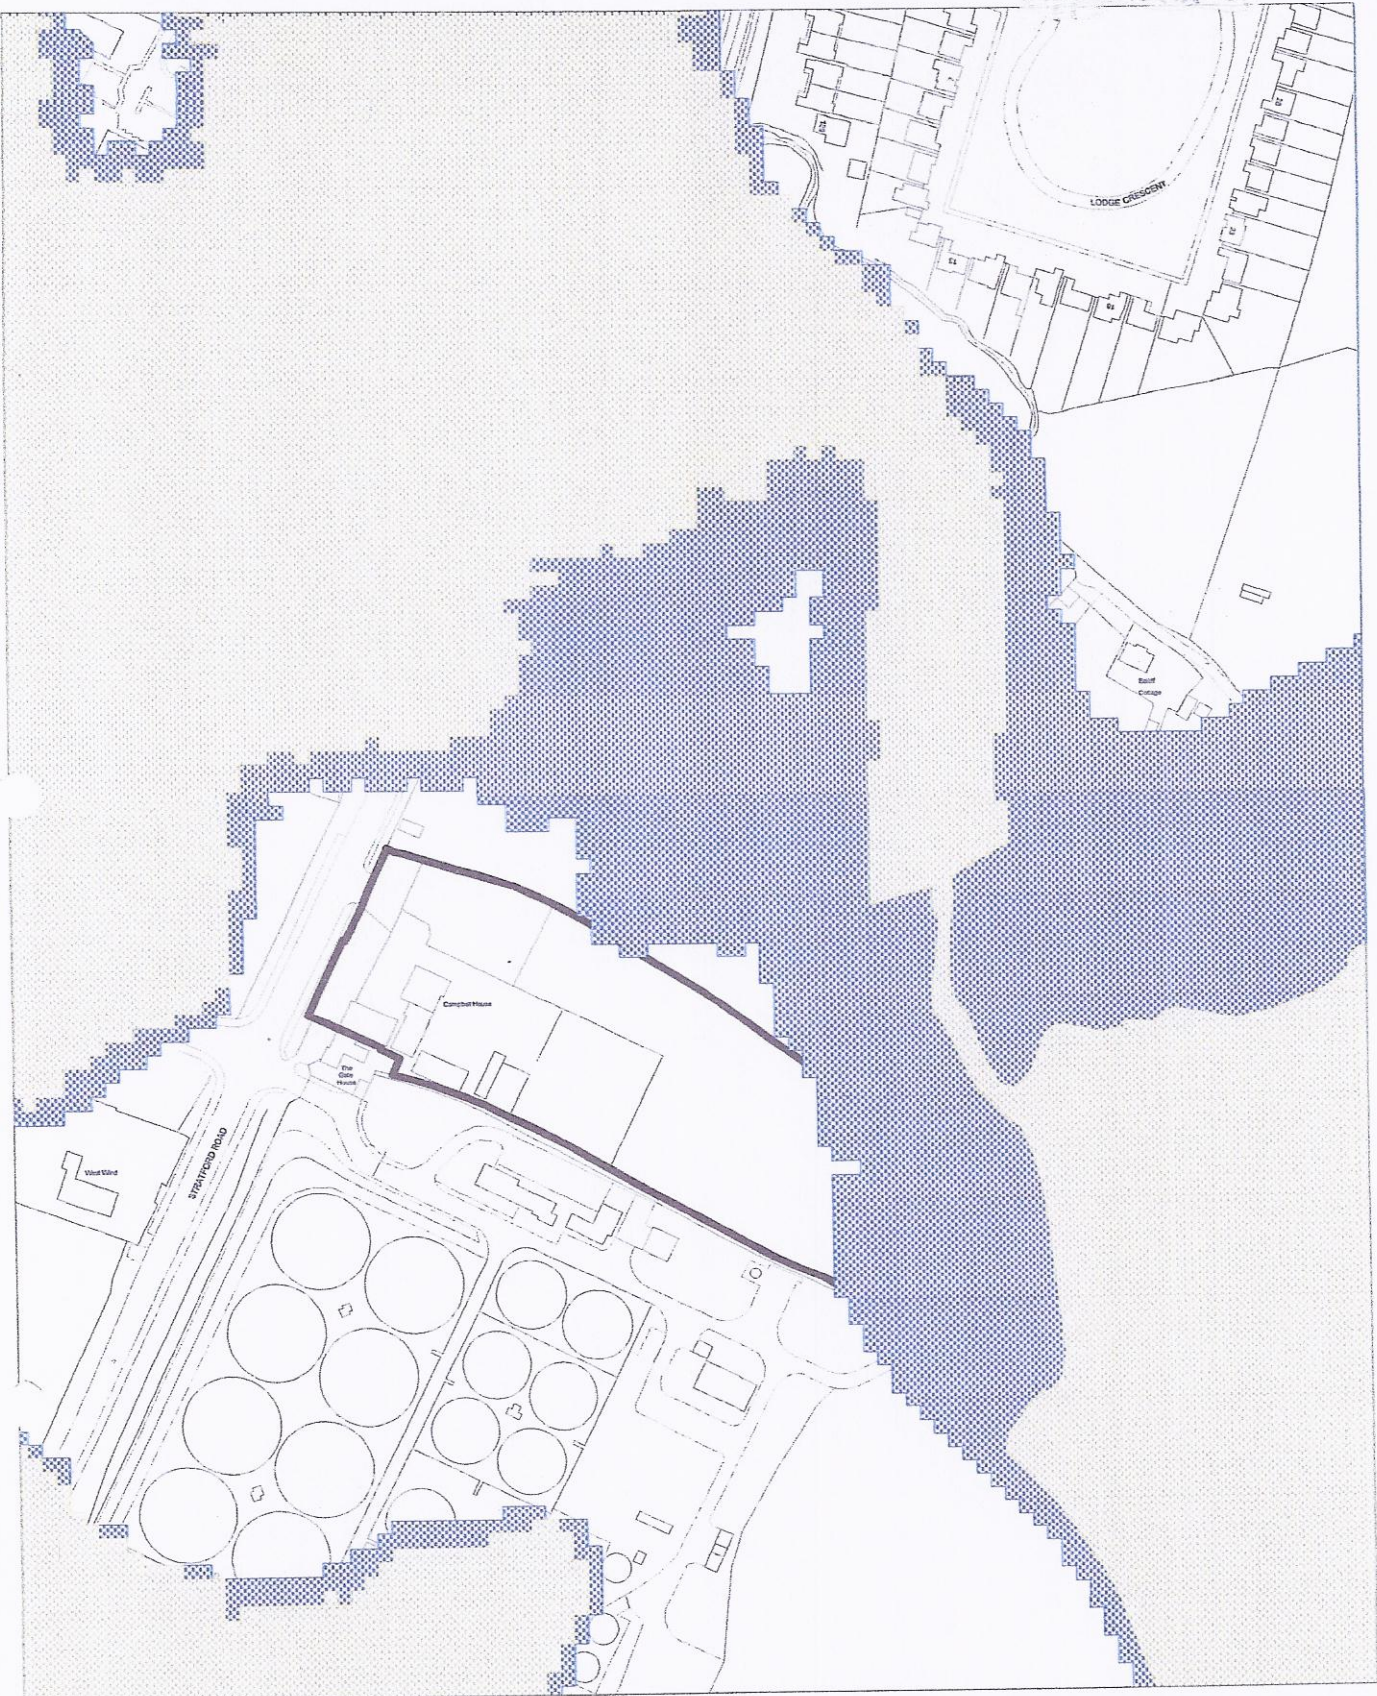 LODGE CRESCENT
Bailiff
Cottage
Campbell House
The
Gate
House
West Wind
STRATFORD ROAD